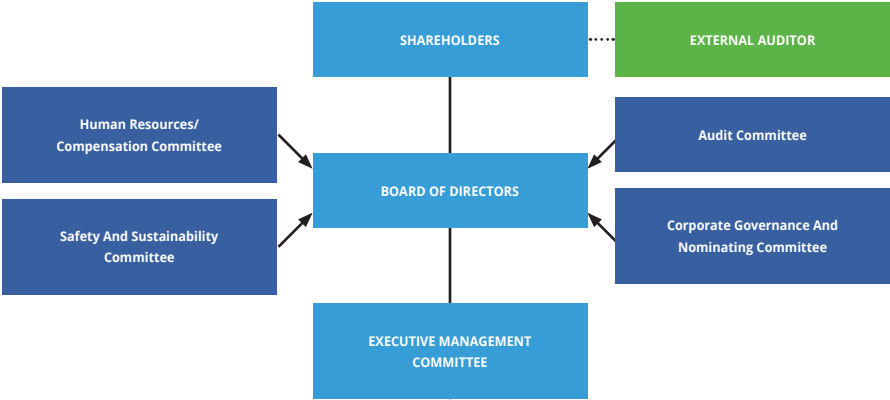 SHAREHOLDERS
EXTERNAL AUDITOR
Human Resources/
Compensation Committee
Audit Committee
BOARD OF DIRECTORS
Safety And Sustainability
Committee
Corporate Governance And
Nominating Committee
EXECUTIVE MANAGEMENT
COMMITTEE